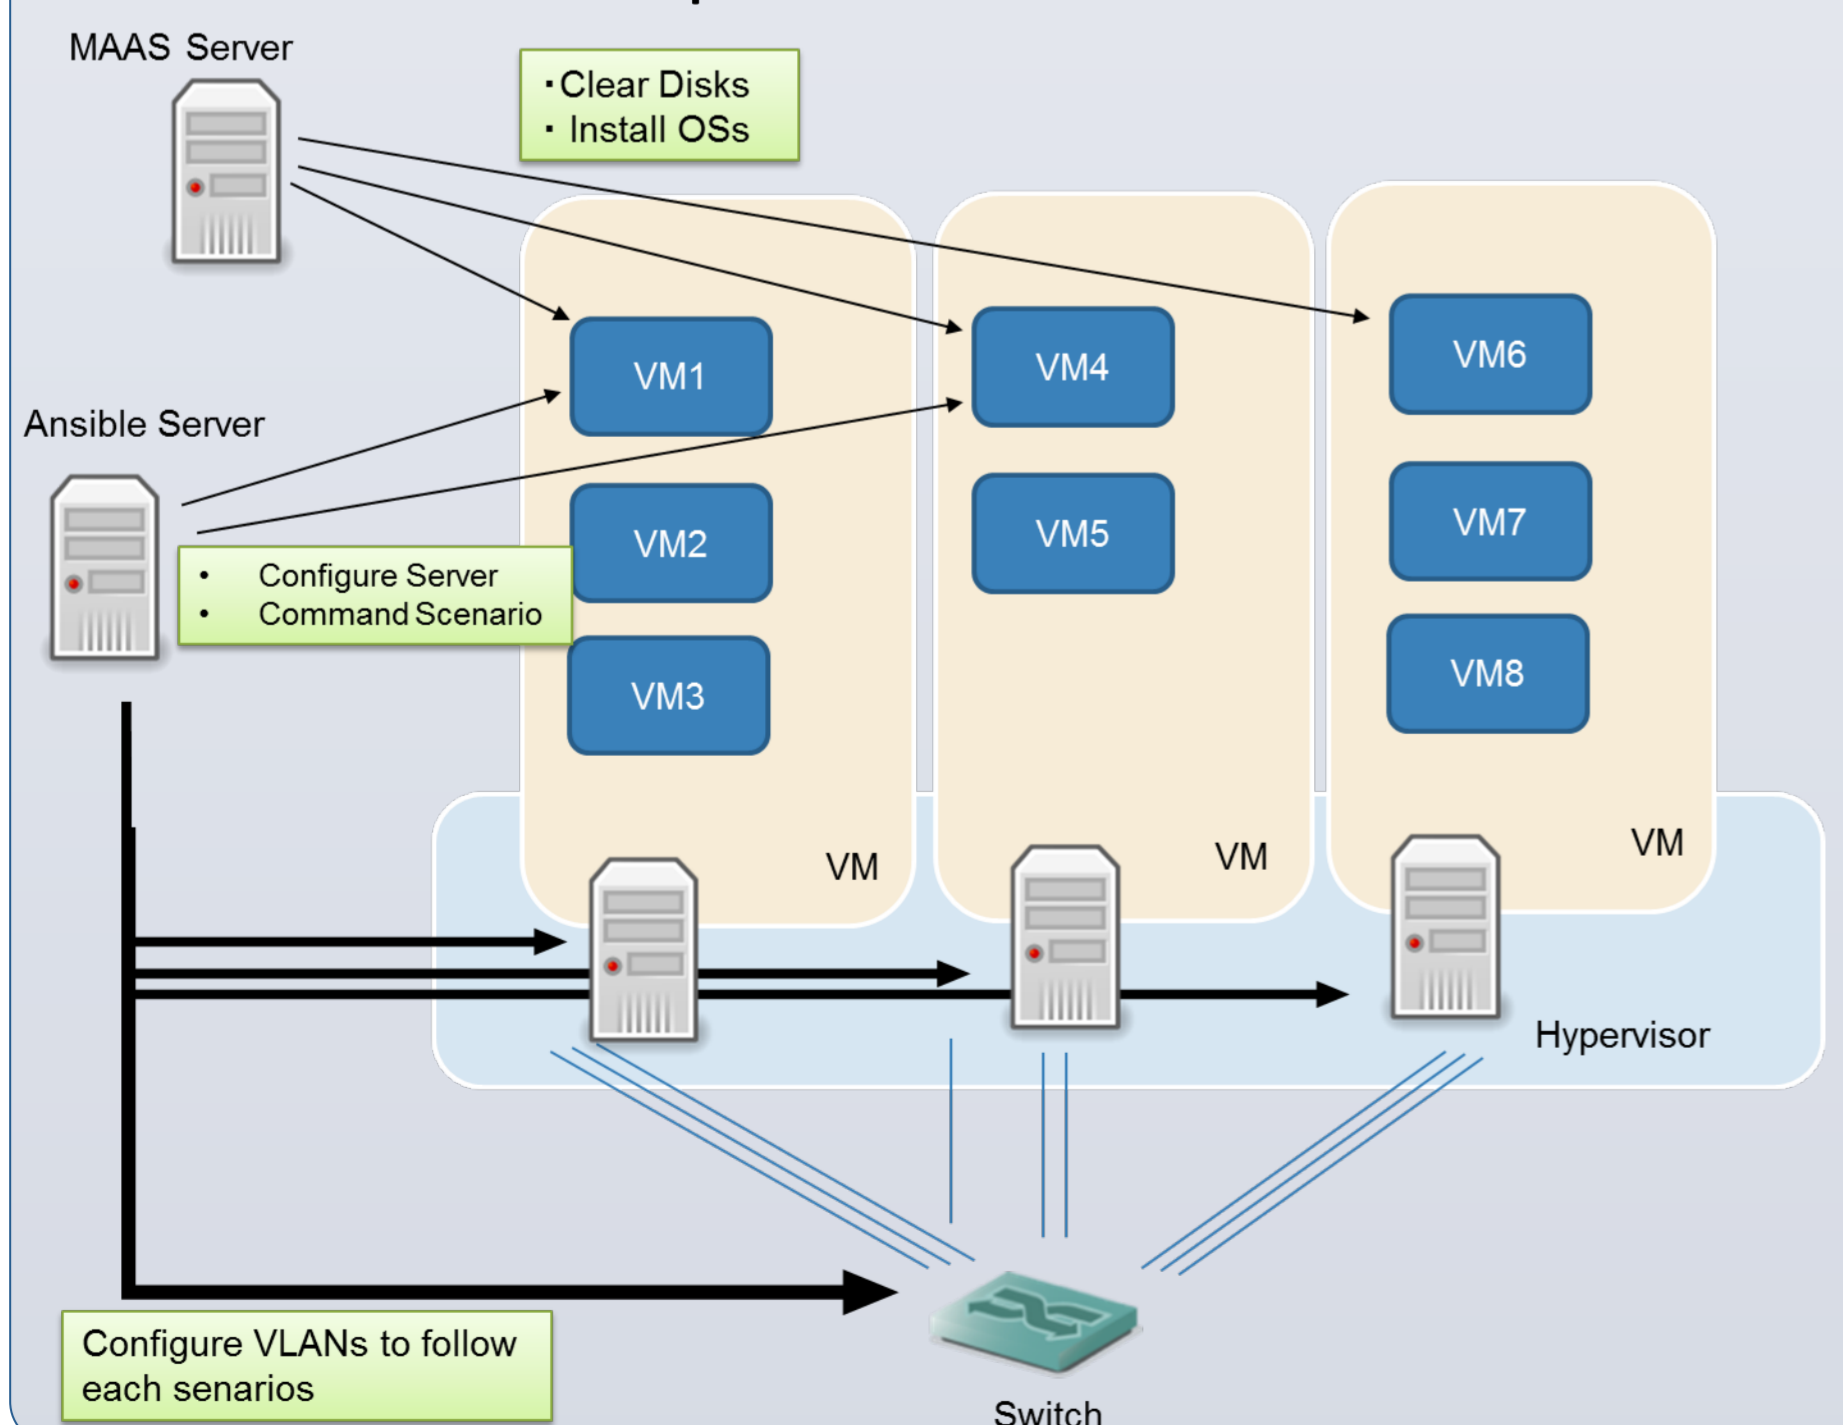 MAAS Server
・Clear Disks
・ Install OSs
VM1
VM4
VM6
Ansible Server
VM2
VM5
VM7
• Configure Server
• Command Scenario
VM3
VM8
VM
VM
VM
Hypervisor
Configure VLANs to follow
each senarios
Switch